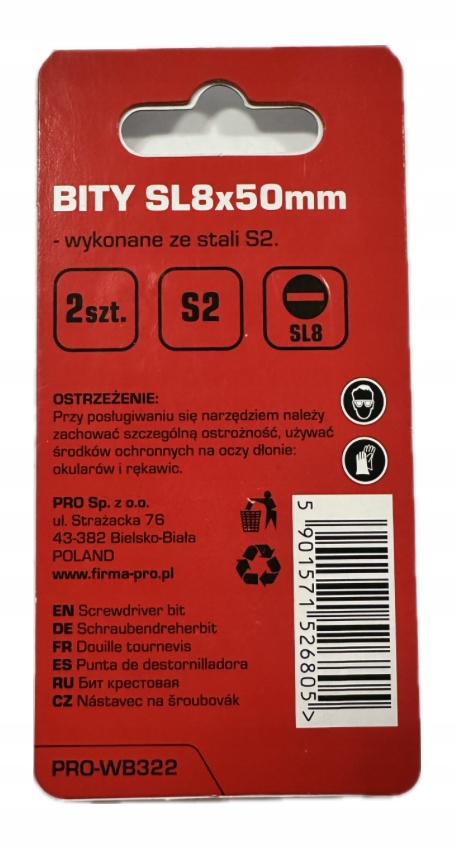 BITY SL8x50mm
- wykonane ze stali S2.
2szt.
S2
SL8
OSTRZEŻENIE:
Przy posługiwaniu się narzędziem należy
zachować szczególną ostrożność, używać
środków ochronnych na oczy dłonie:
okularów i rękawic.
PRO Sp. z o.o.
ul. Strażacka 76
43-382 Bielsko-Biała
POLAND
www.firma-pro.pl
EN Screwdriver bit
DE Schraubendreherbit
FR Douille tournevis
ES Punta de destornilladora
RU Бит крестовая
CZ Nástavec na šroubovák
5 901571 526805>
PRO-WB322